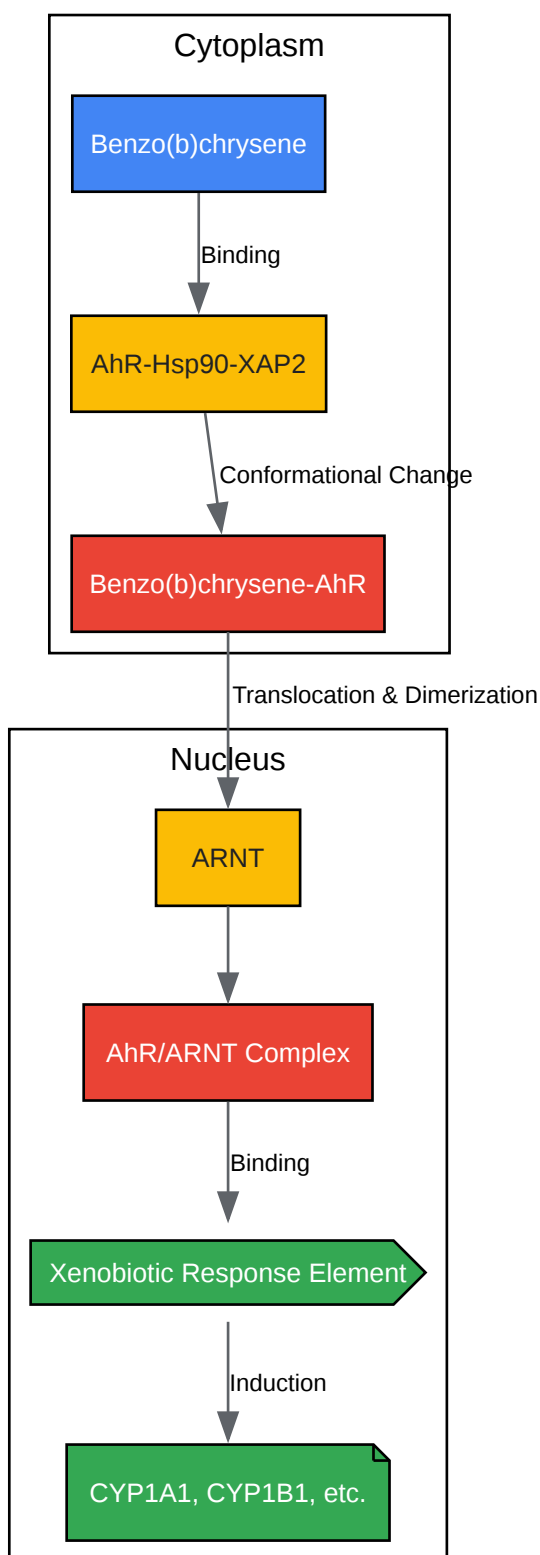 Cytoplasm
Benzo(b)chrysene
Binding
AhR-Hsp90-XAP2
Conformational Change
Benzo(b)chrysene-AhR
Translocation & Dimerization
Nucleus
ARNT
AhR/ARNT Complex
Binding
Xenobiotic Response Element
Induction
CYP1A1, CYP1B1, etc.